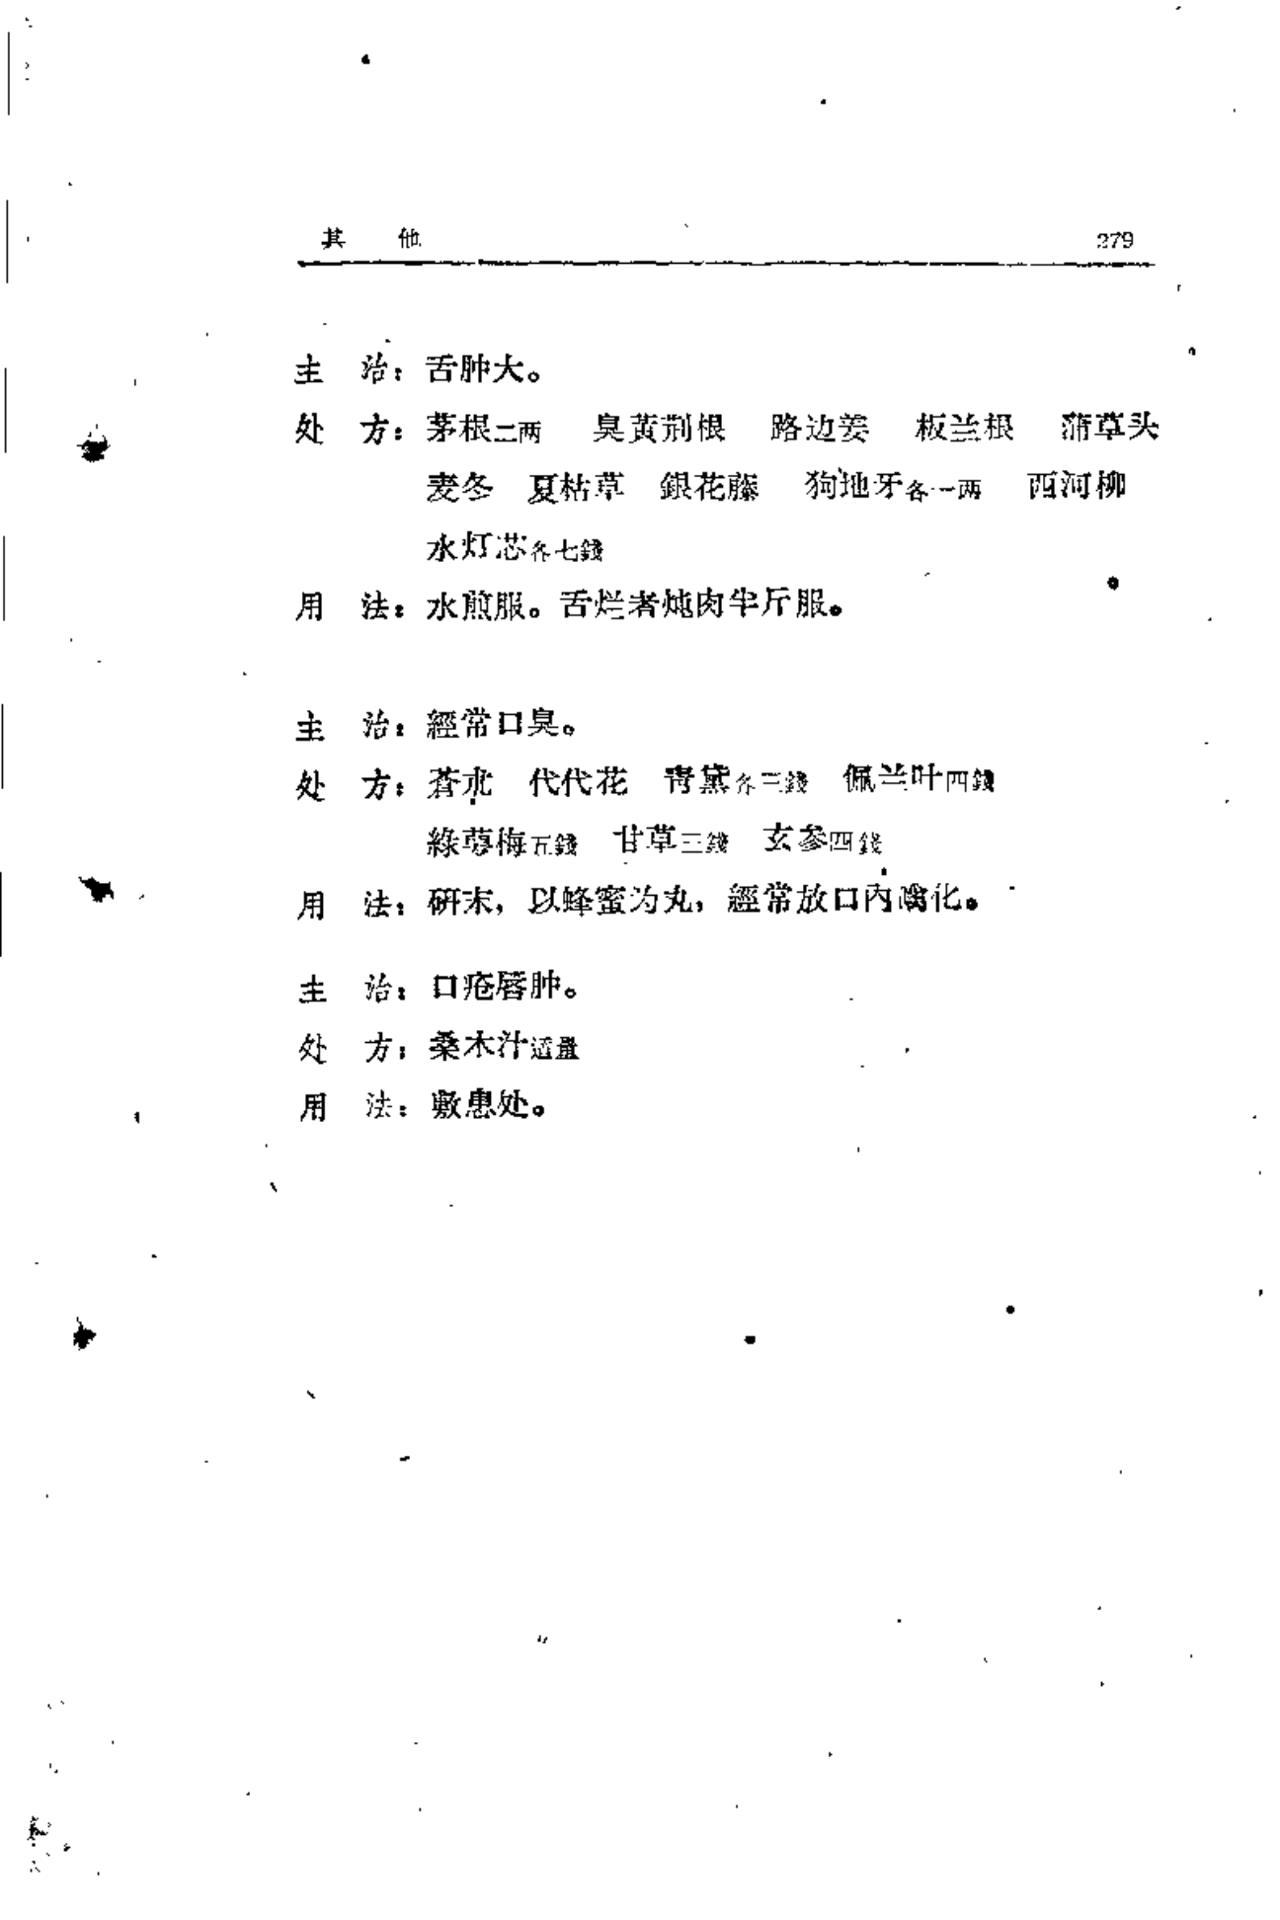 其 他 279
主 治：舌肿大。
处 方：茅根二两 臭黄荆根 路边姜 板兰根 蒲草头
麦冬 夏枯草 銀花藤 狗地牙各一两 西河柳
水灯芯各七錢
用 法：水煎服。舌烂者炖肉半斤服。
主 治：經常口臭。
处 方：蒼朮 代代花 青黛各三錢 佩兰叶四錢
綠萼梅五錢 甘草三錢 玄参四錢
用 法：研末，以蜂蜜为丸，經常放口內噙化。
主 治：口疮唇肿。
处 方：桑木汁适量
用 法：敷患处。